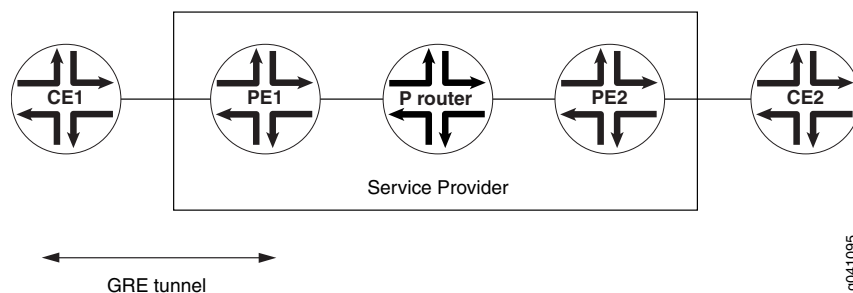 CE1
PE1
P router
PE2
CE2
Service Provider
GRE tunnel
g041095